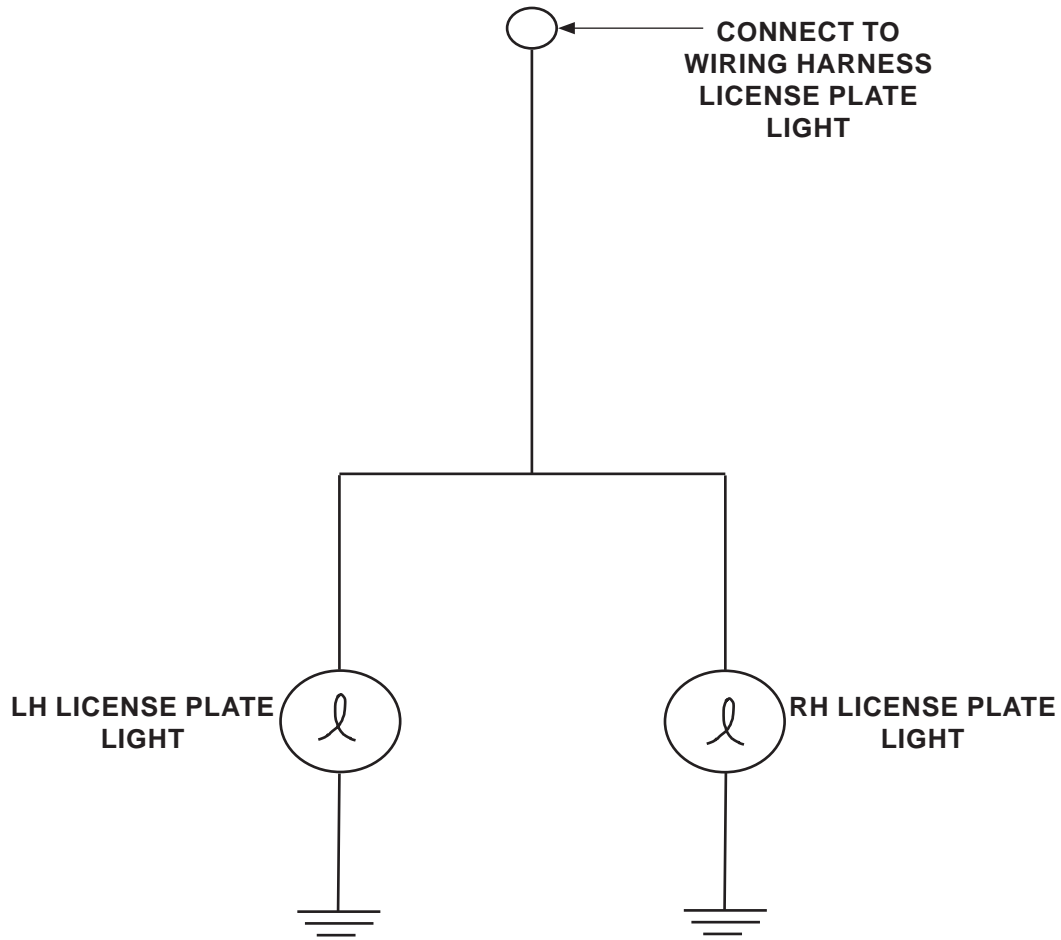 CONNECT TO
WIRING HARNESS
LICENSE PLATE
LIGHT
LH LICENSE PLATE
LIGHT
RH LICENSE PLATE
LIGHT